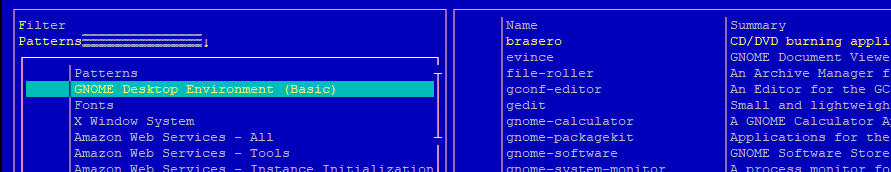 Filter
Patterns
Patterns
GNOME Desktop Environment (Basic)
Fonts
X Window System
Amazon Web Services - All
Amazon Web Services - Tools
Amazon Web Services - Instance Initialization
Name Summary
brasero CD/DVD burning appli
evince GNOME Document Viewe
file-roller An Archive Manager f
gconf-editor An Editor for the GC
gedit Small and lightweigh
gnome-calculator A GNOME Calculator A
gnome-packagekit Applications for the
gnome-software GNOME Software Store
gnome-system-monitor A process monitor fo